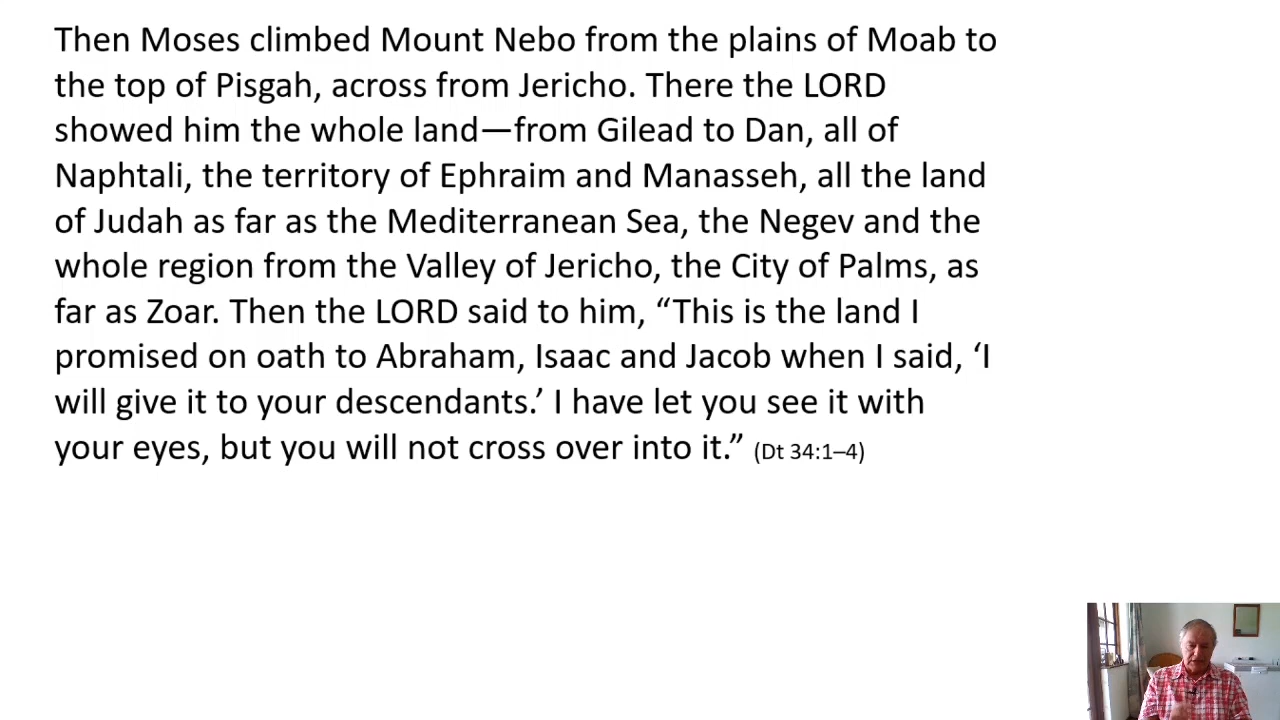 Then Moses climbed Mount Nebo from the plains of Moab to
the top of Pisgah, across from Jericho. There the LORD
showed him the whole land—from Gilead to Dan, all of
Naphtali, the territory of Ephraim and Manasseh, all the land
of Judah as far as the Mediterranean Sea, the Negev and the
whole region from the Valley of Jericho, the City of Palms, as
far as Zoar. Then the LORD said to him, “This is the land I
promised on oath to Abraham, Isaac and Jacob when I said, ‘I
will give it to your descendants.’ I have let you see it with
your eyes, but you will not cross over into it.” (Dt 34:1–4)